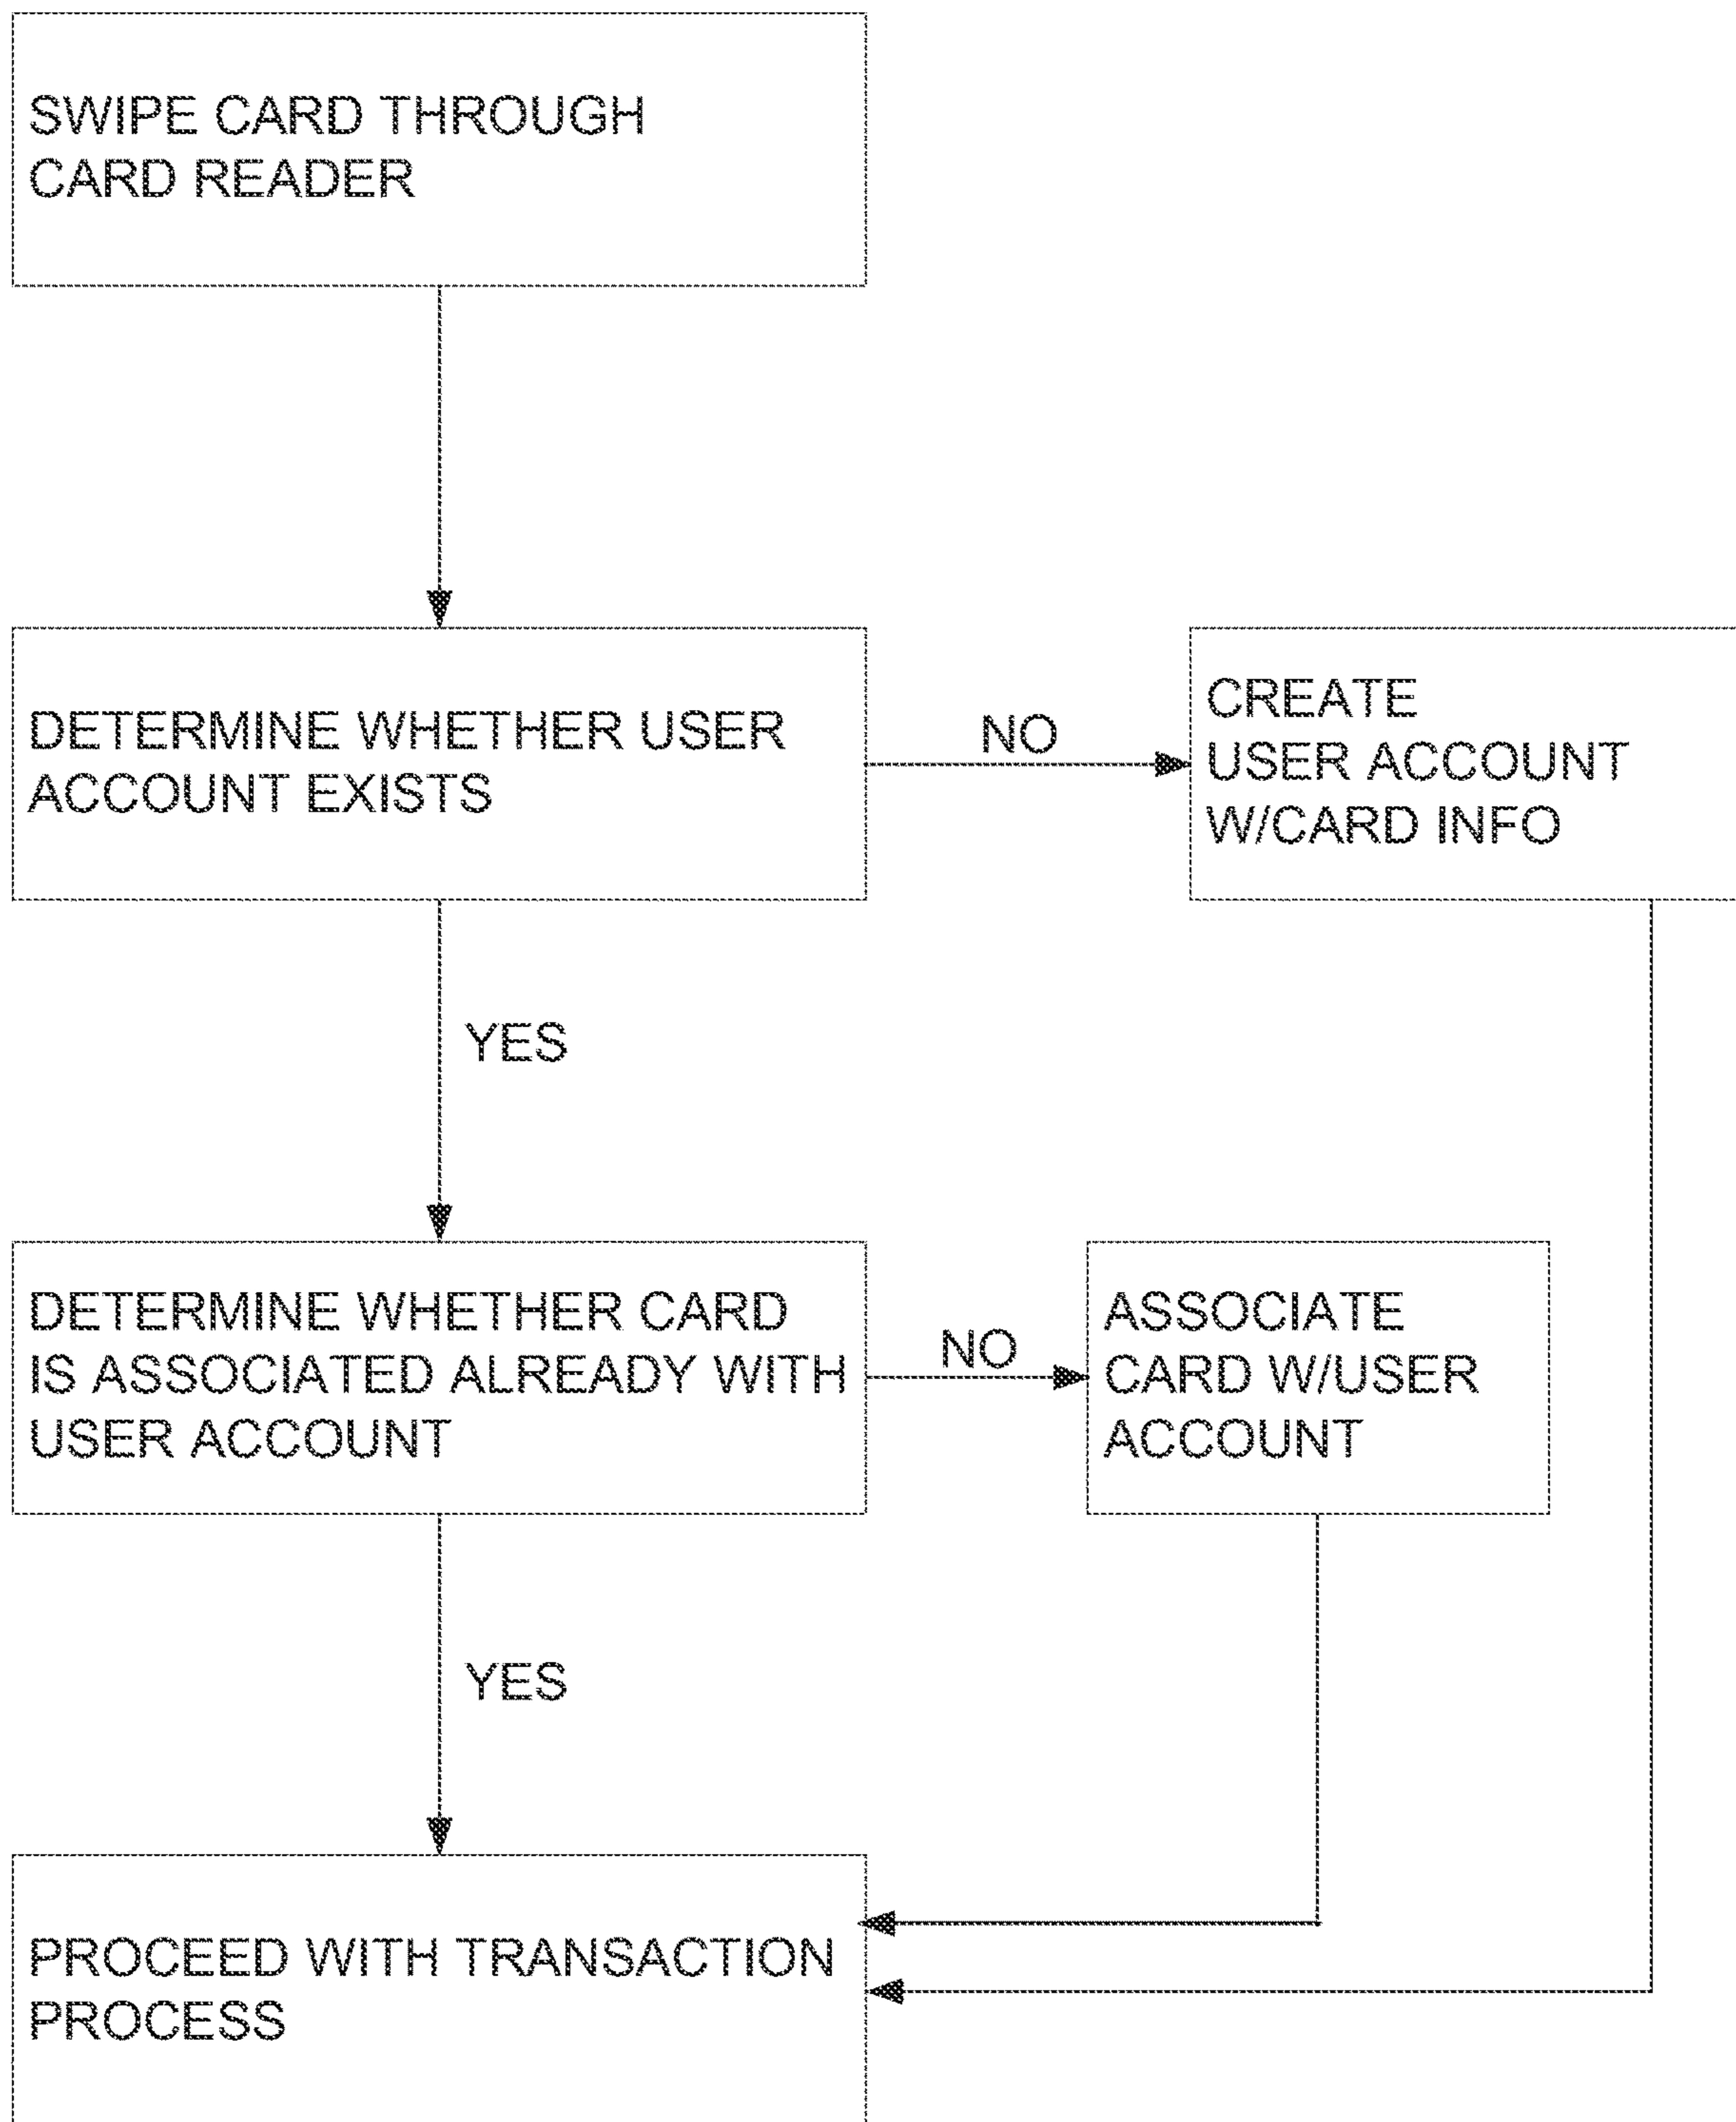 SWIPE CARD THROUGH
CARD READER
DETERMINE WHETHER USER
ACCOUNT EXISTS
NO
CREATE
USER ACCOUNT
W/CARD INFO
YES
DETERMINE WHETHER CARD
IS ASSOCIATED ALREADY WITH
USER ACCOUNT
NO
ASSOCIATE
CARD W/USER
ACCOUNT
YES
PROCEED WITH TRANSACTION
PROCESS